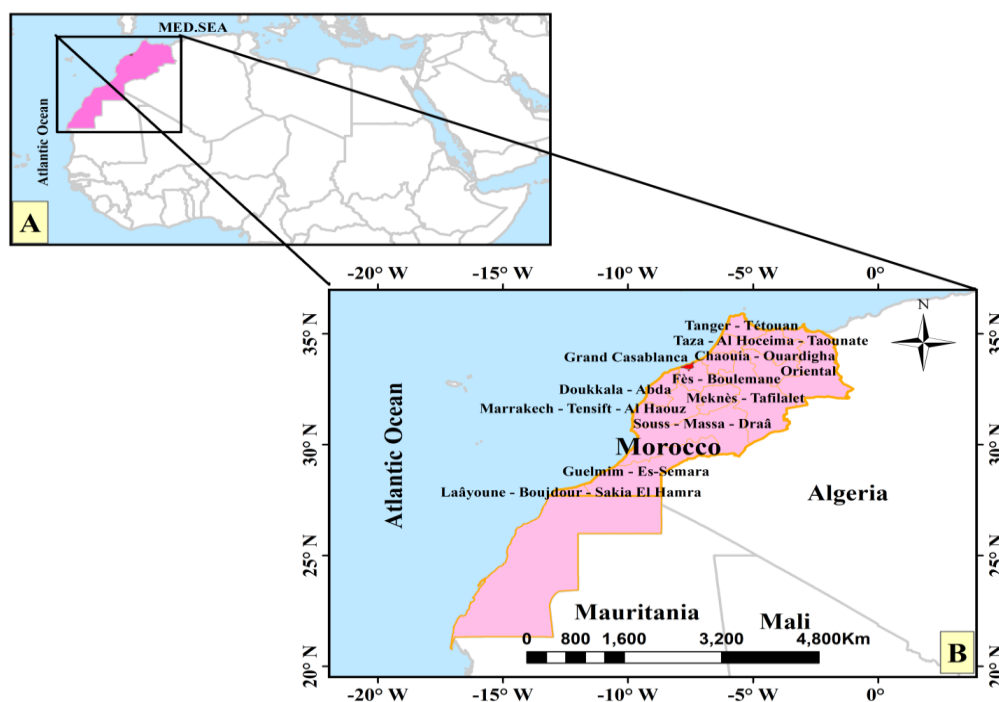 MED.SEA
Atlantic Ocean
A
-20° W -15° W -10° W -5° W 0°
N
35° N 35° N
Tanger - Tétouan
Taza - Al Hoceima - Taounate
Grand Casablanca Chaouia - Ouardigha
Oriental
Fès - Boulemane
Doukkala - Abda
Meknès - Tafilalet
Marrakech - Tensift - Al Haouz
Souss - Massa - Draâ
30° N Morocco 30° N
Guelmim - Es-Semara
Laâyoune - Boujdour - Sakia El Hamra
Algeria
Atlantic Ocean
25° N 25° N
Mauritania
Mali
0 800 1,600 3,200 4,800Km
B
20° N 20° N
-20° W -15° W -10° W -5° W 0°